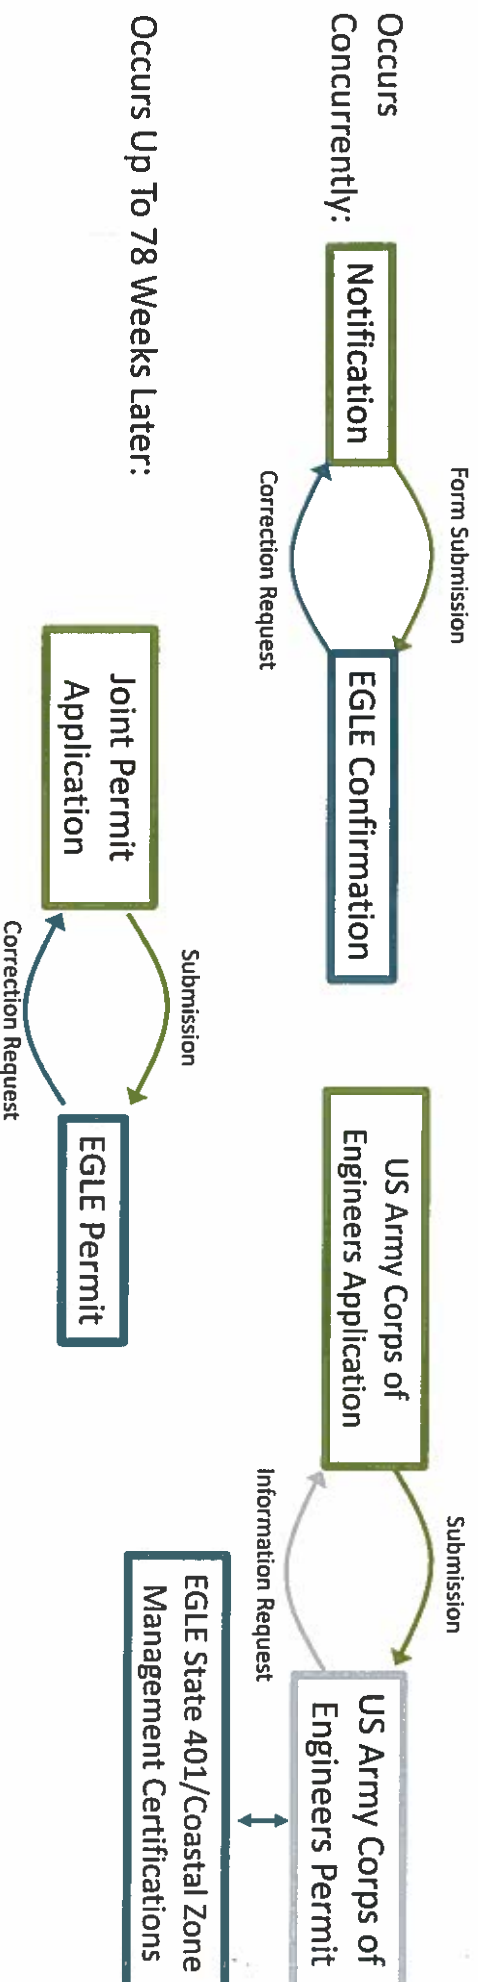 Occurs
Concurrently:
Notification
Form Submission
Correction Request
EGLE Confirmation
US Army Corps of
Engineers Application
Submission
Information Request
US Army Corps of
Engineers Permit
EGLE State 401/Coastal Zone
Management Certifications
Occurs Up To 78 Weeks Later:
Joint Permit
Application
Submission
Correction Request
EGLE Permit